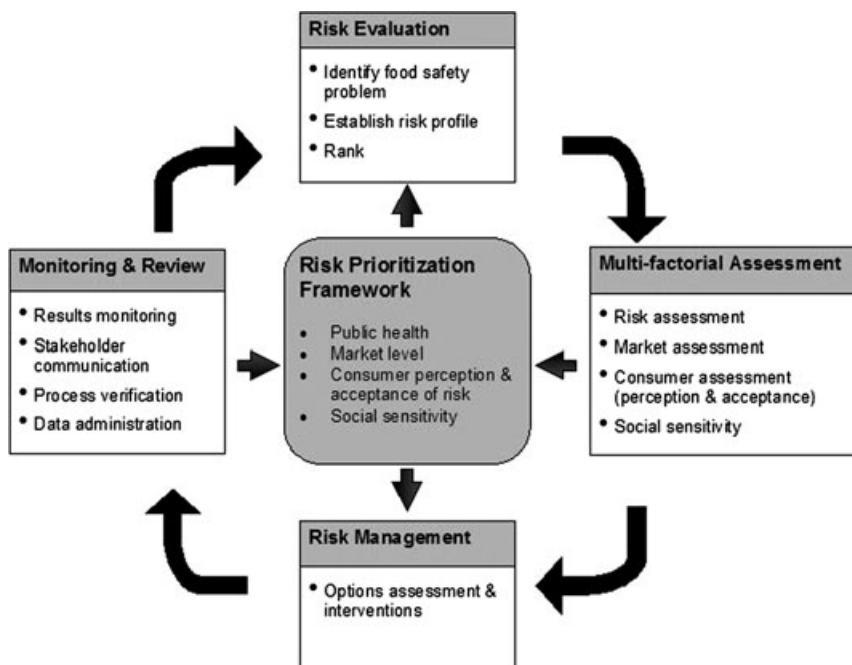 Risk Evaluation
• Identify food safety
problem
• Establish risk profile
• Rank
Monitoring & Review
• Results monitoring
• Stakeholder
communication
• Process verification
• Data administration
Risk Prioritization
Framework
• Public health
• Market level
• Consumer perception &
acceptance of risk
• Social sensitivity
Multi-factorial Assessment
• Risk assessment
• Market assessment
• Consumer assessment
(perception & acceptance)
• Social sensitivity
Risk Management
• Options assessment &
interventions